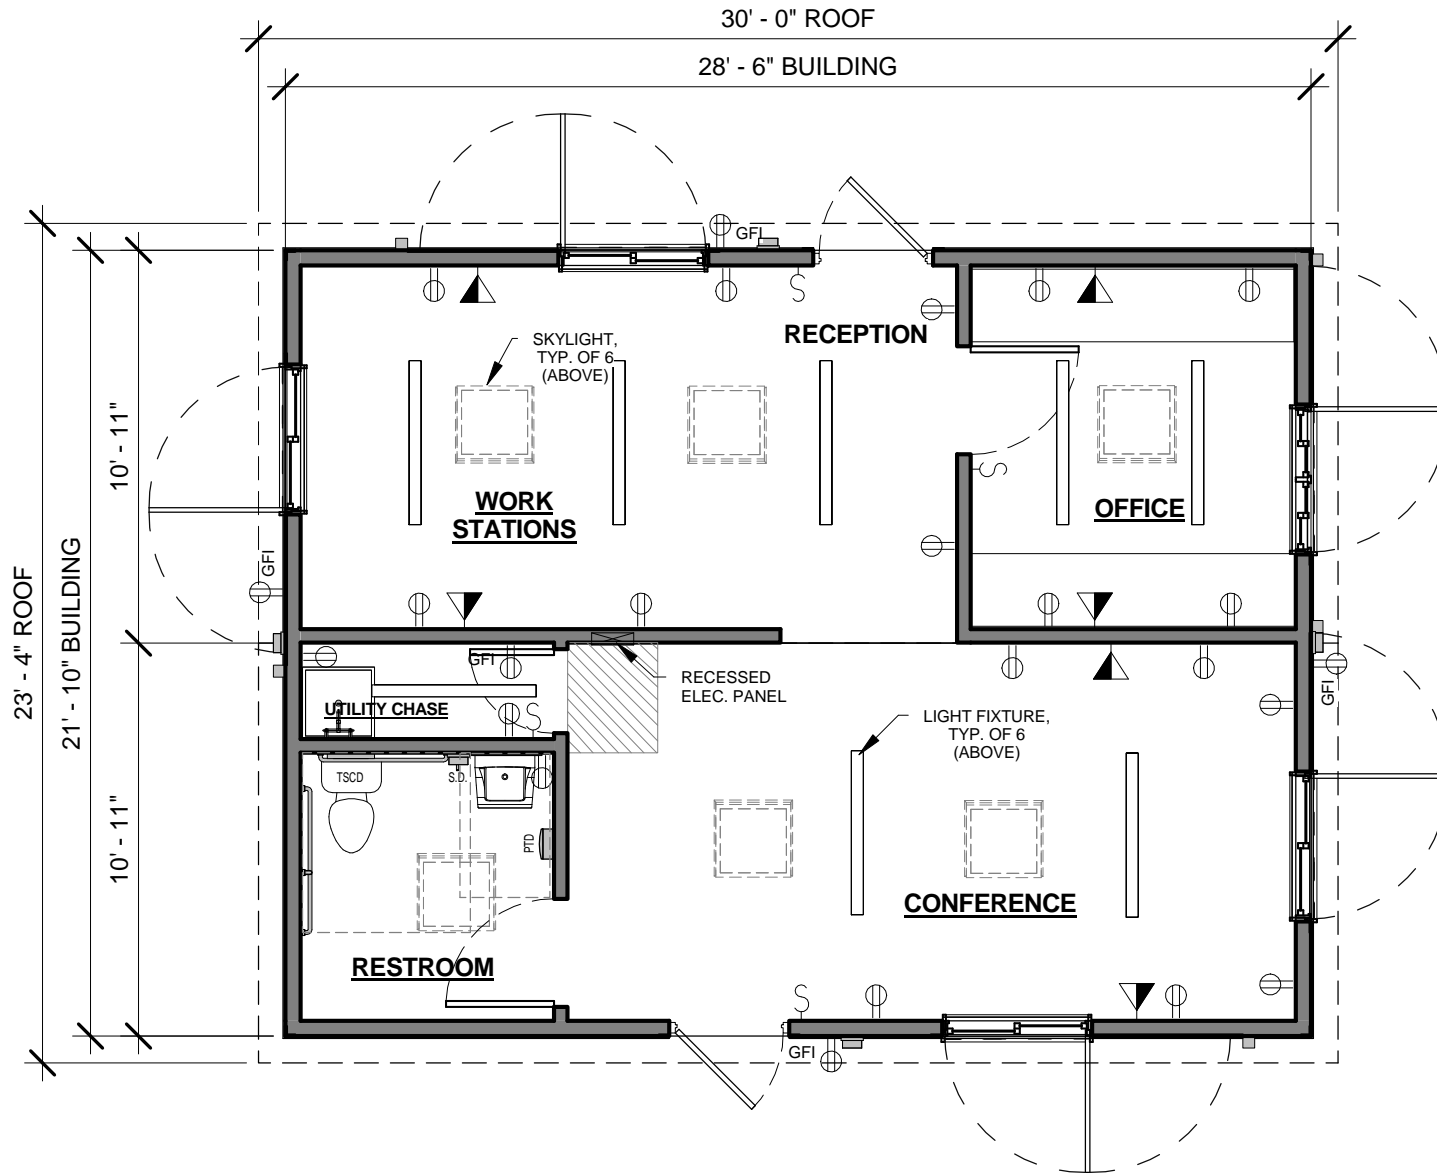 30' - 0" ROOF
28' - 6" BUILDING
GFI
RECEPTION
SKYLIGHT,
TYP. OF 6
(ABOVE)
S
10' - 11"
WORK
STATIONS
S
OFFICE
GFI
23' - 4" ROOF
21' - 10" BUILDING
GFI
RECESSED
ELEC. PANEL
GFI
UTILITY CHASE
S
LIGHT FIXTURE,
TYP. OF 6
(ABOVE)
TSCD
S.D.
PTD
10' - 11"
CONFERENCE
RESTROOM
S
GFI